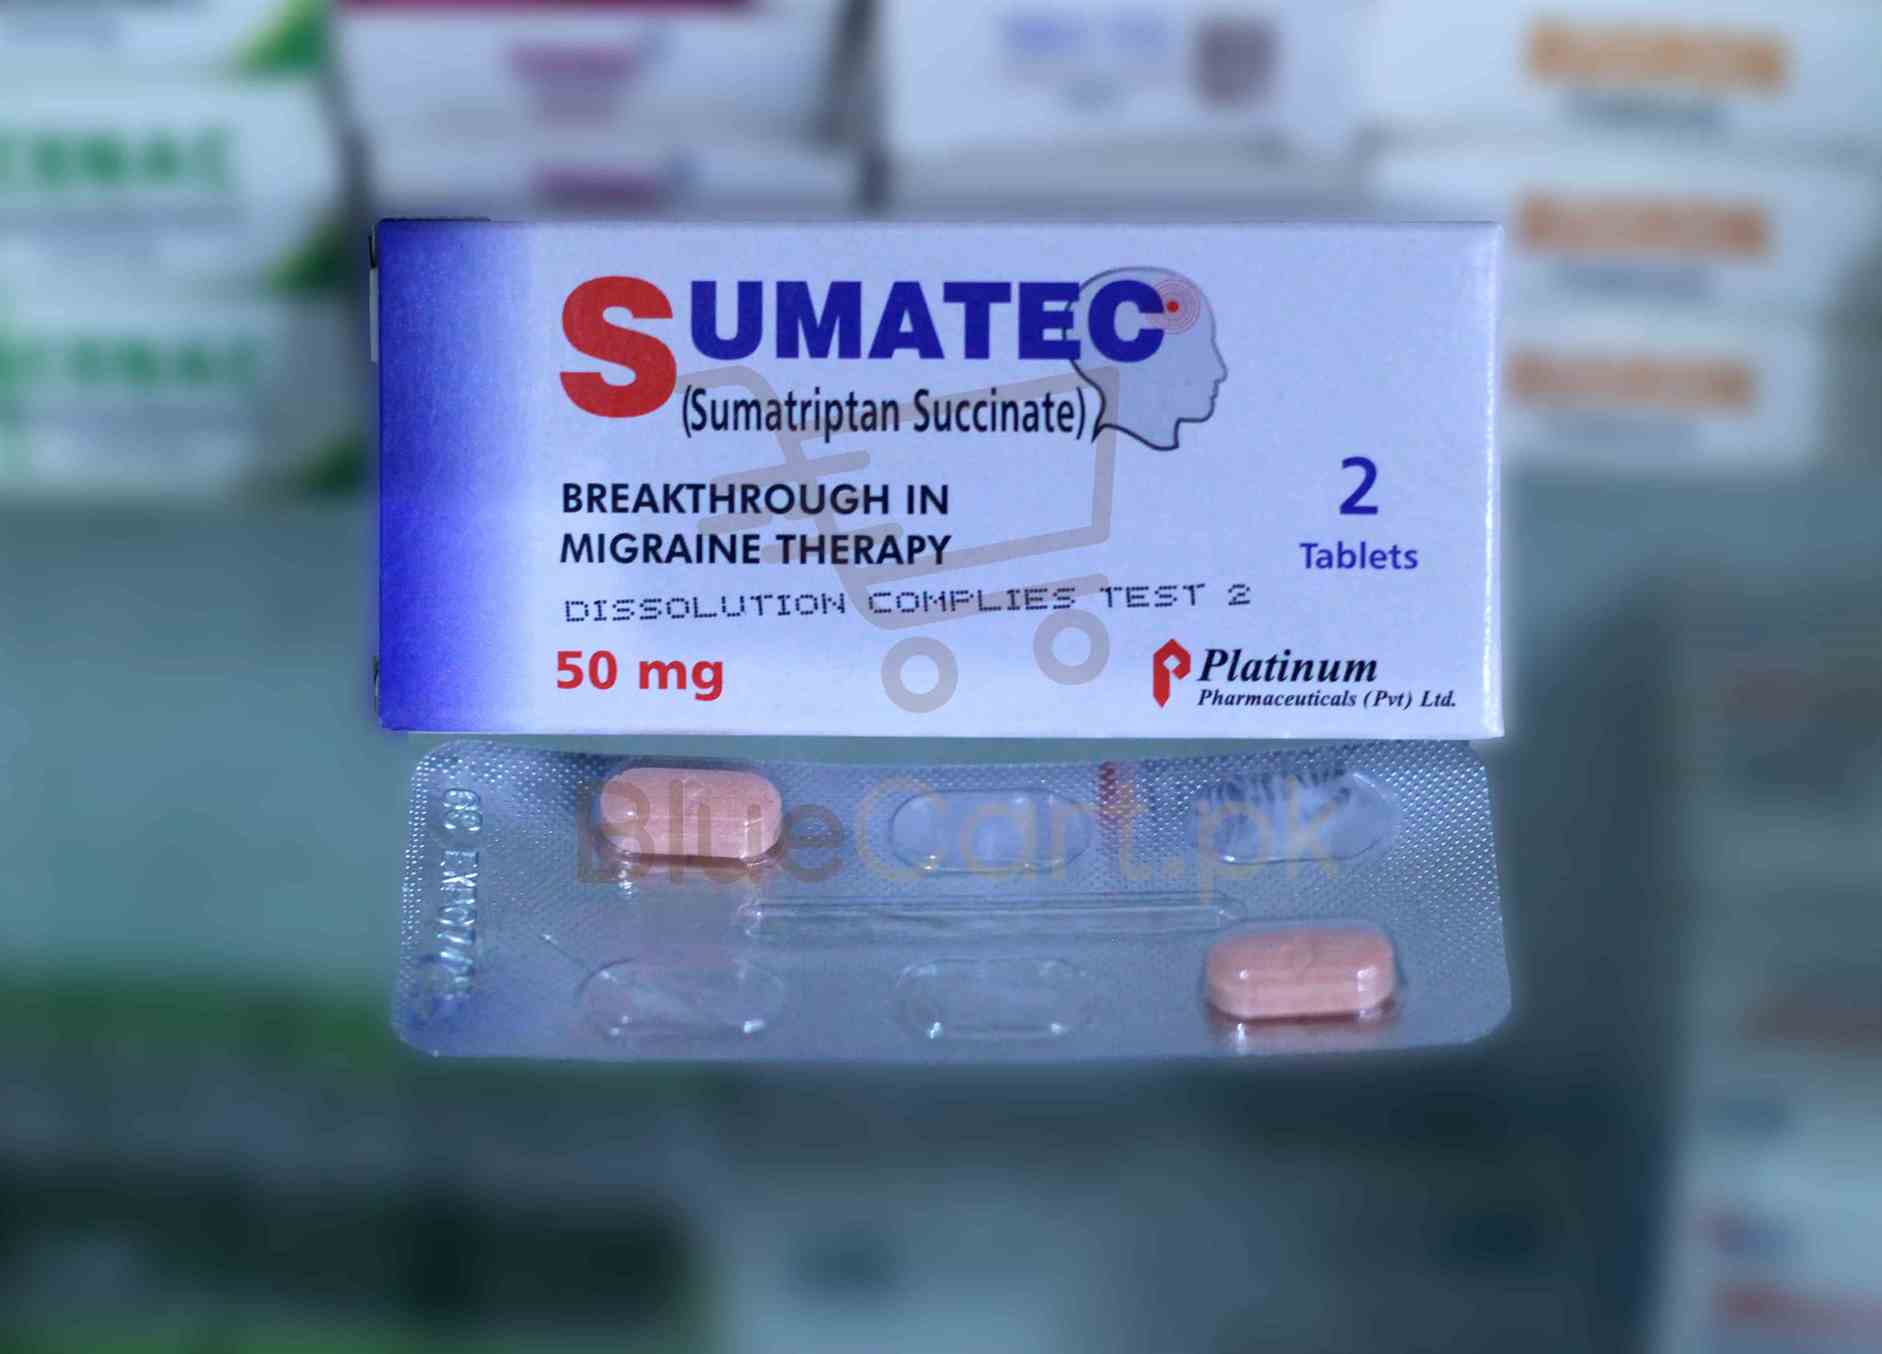 SUMATEC
(Sumatriptan Succinate)
BREAKTHROUGH IN
MIGRAINE THERAPY
2
Tablets
DISSOLUTION COMPLIES TEST 2
50 mg
Platinum
Pharmaceuticals (Pvt) Ltd.
BlueCart.pk